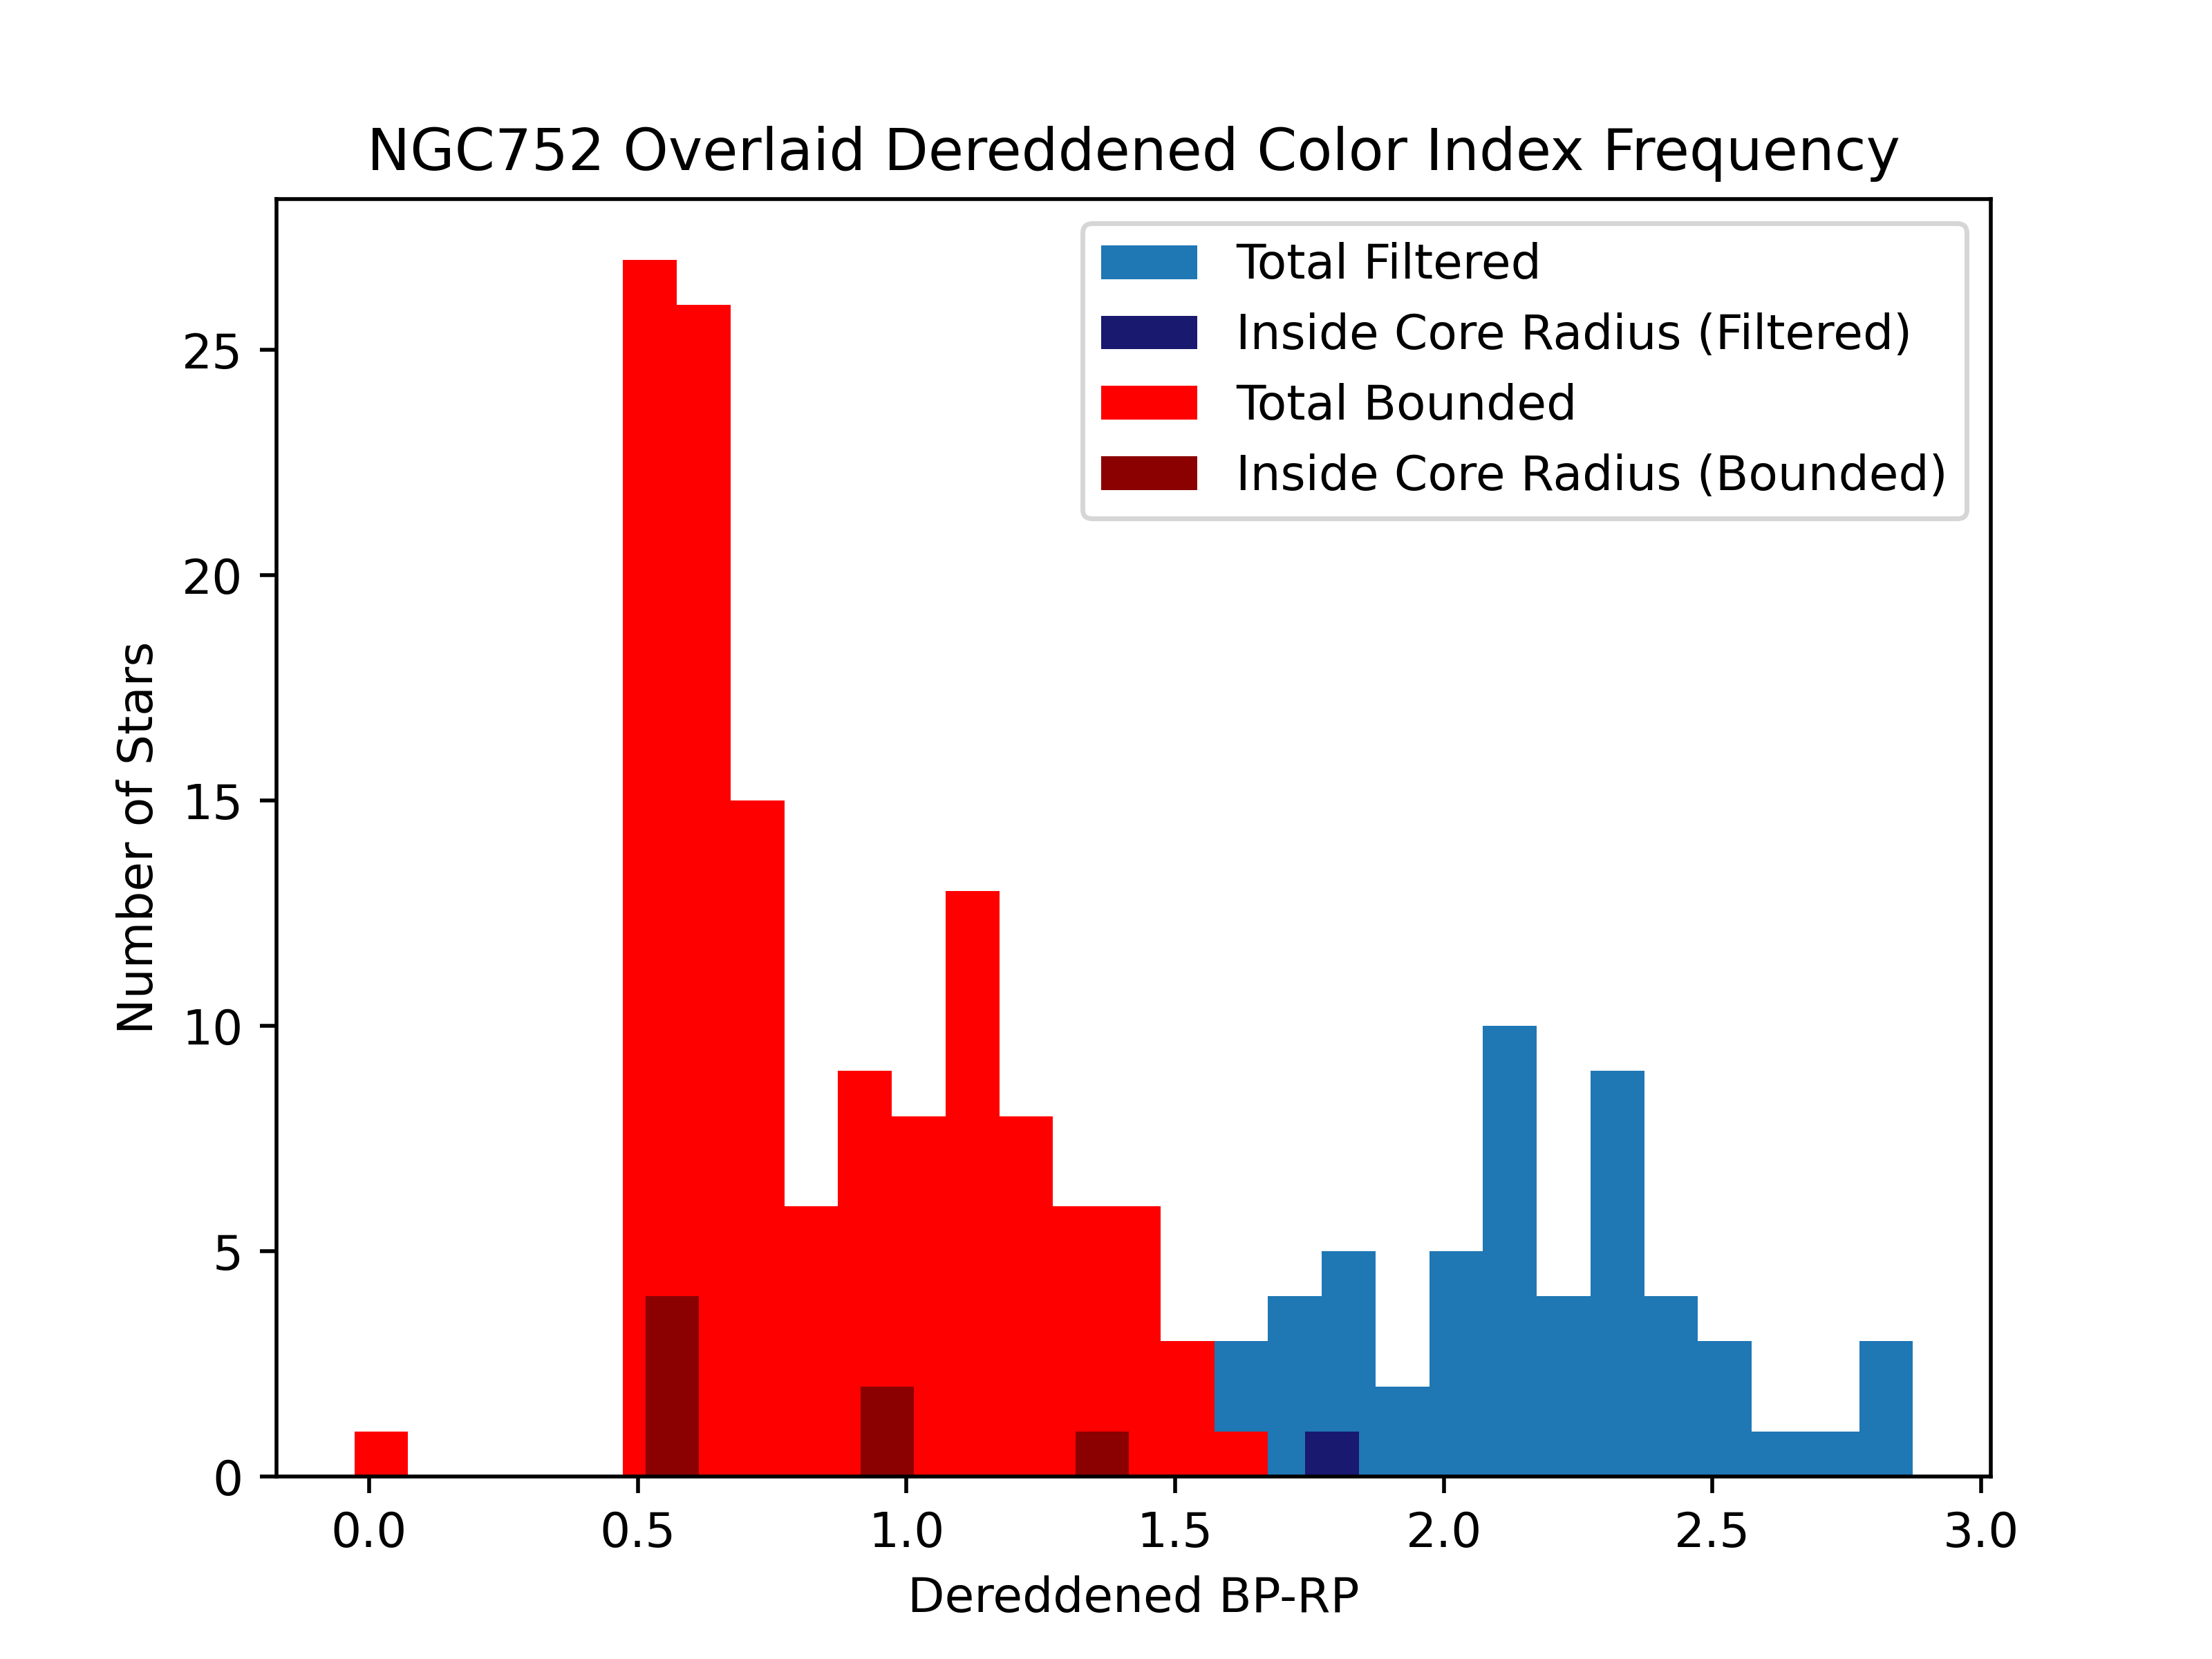 NGC752 Overlaid Dereddened Color Index Frequency
Total Filtered
Inside Core Radius (Filtered)
Total Bounded
Inside Core Radius (Bounded)
Number of Stars
25
20
15
10
5
0
0.0 0.5 1.0 1.5 2.0 2.5 3.0
Dereddened BP-RP